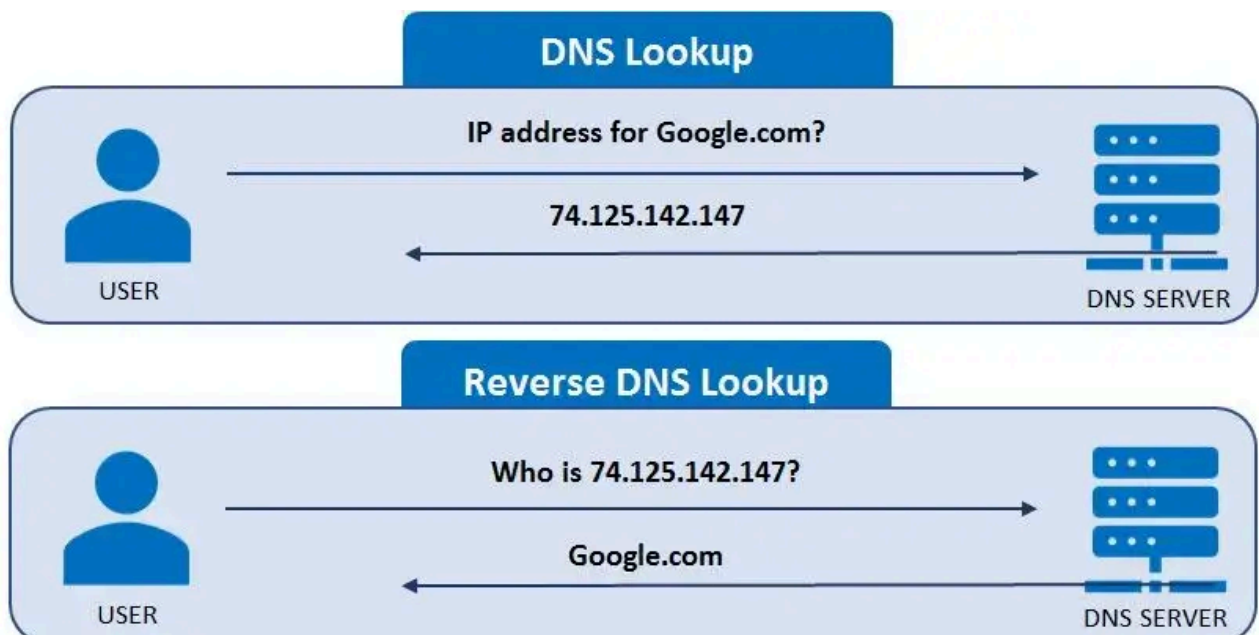 DNS Lookup
IP address for Google.com?
74.125.142.147
USER
DNS SERVER
Reverse DNS Lookup
Who is 74.125.142.147?
Google.com
USER
DNS SERVER